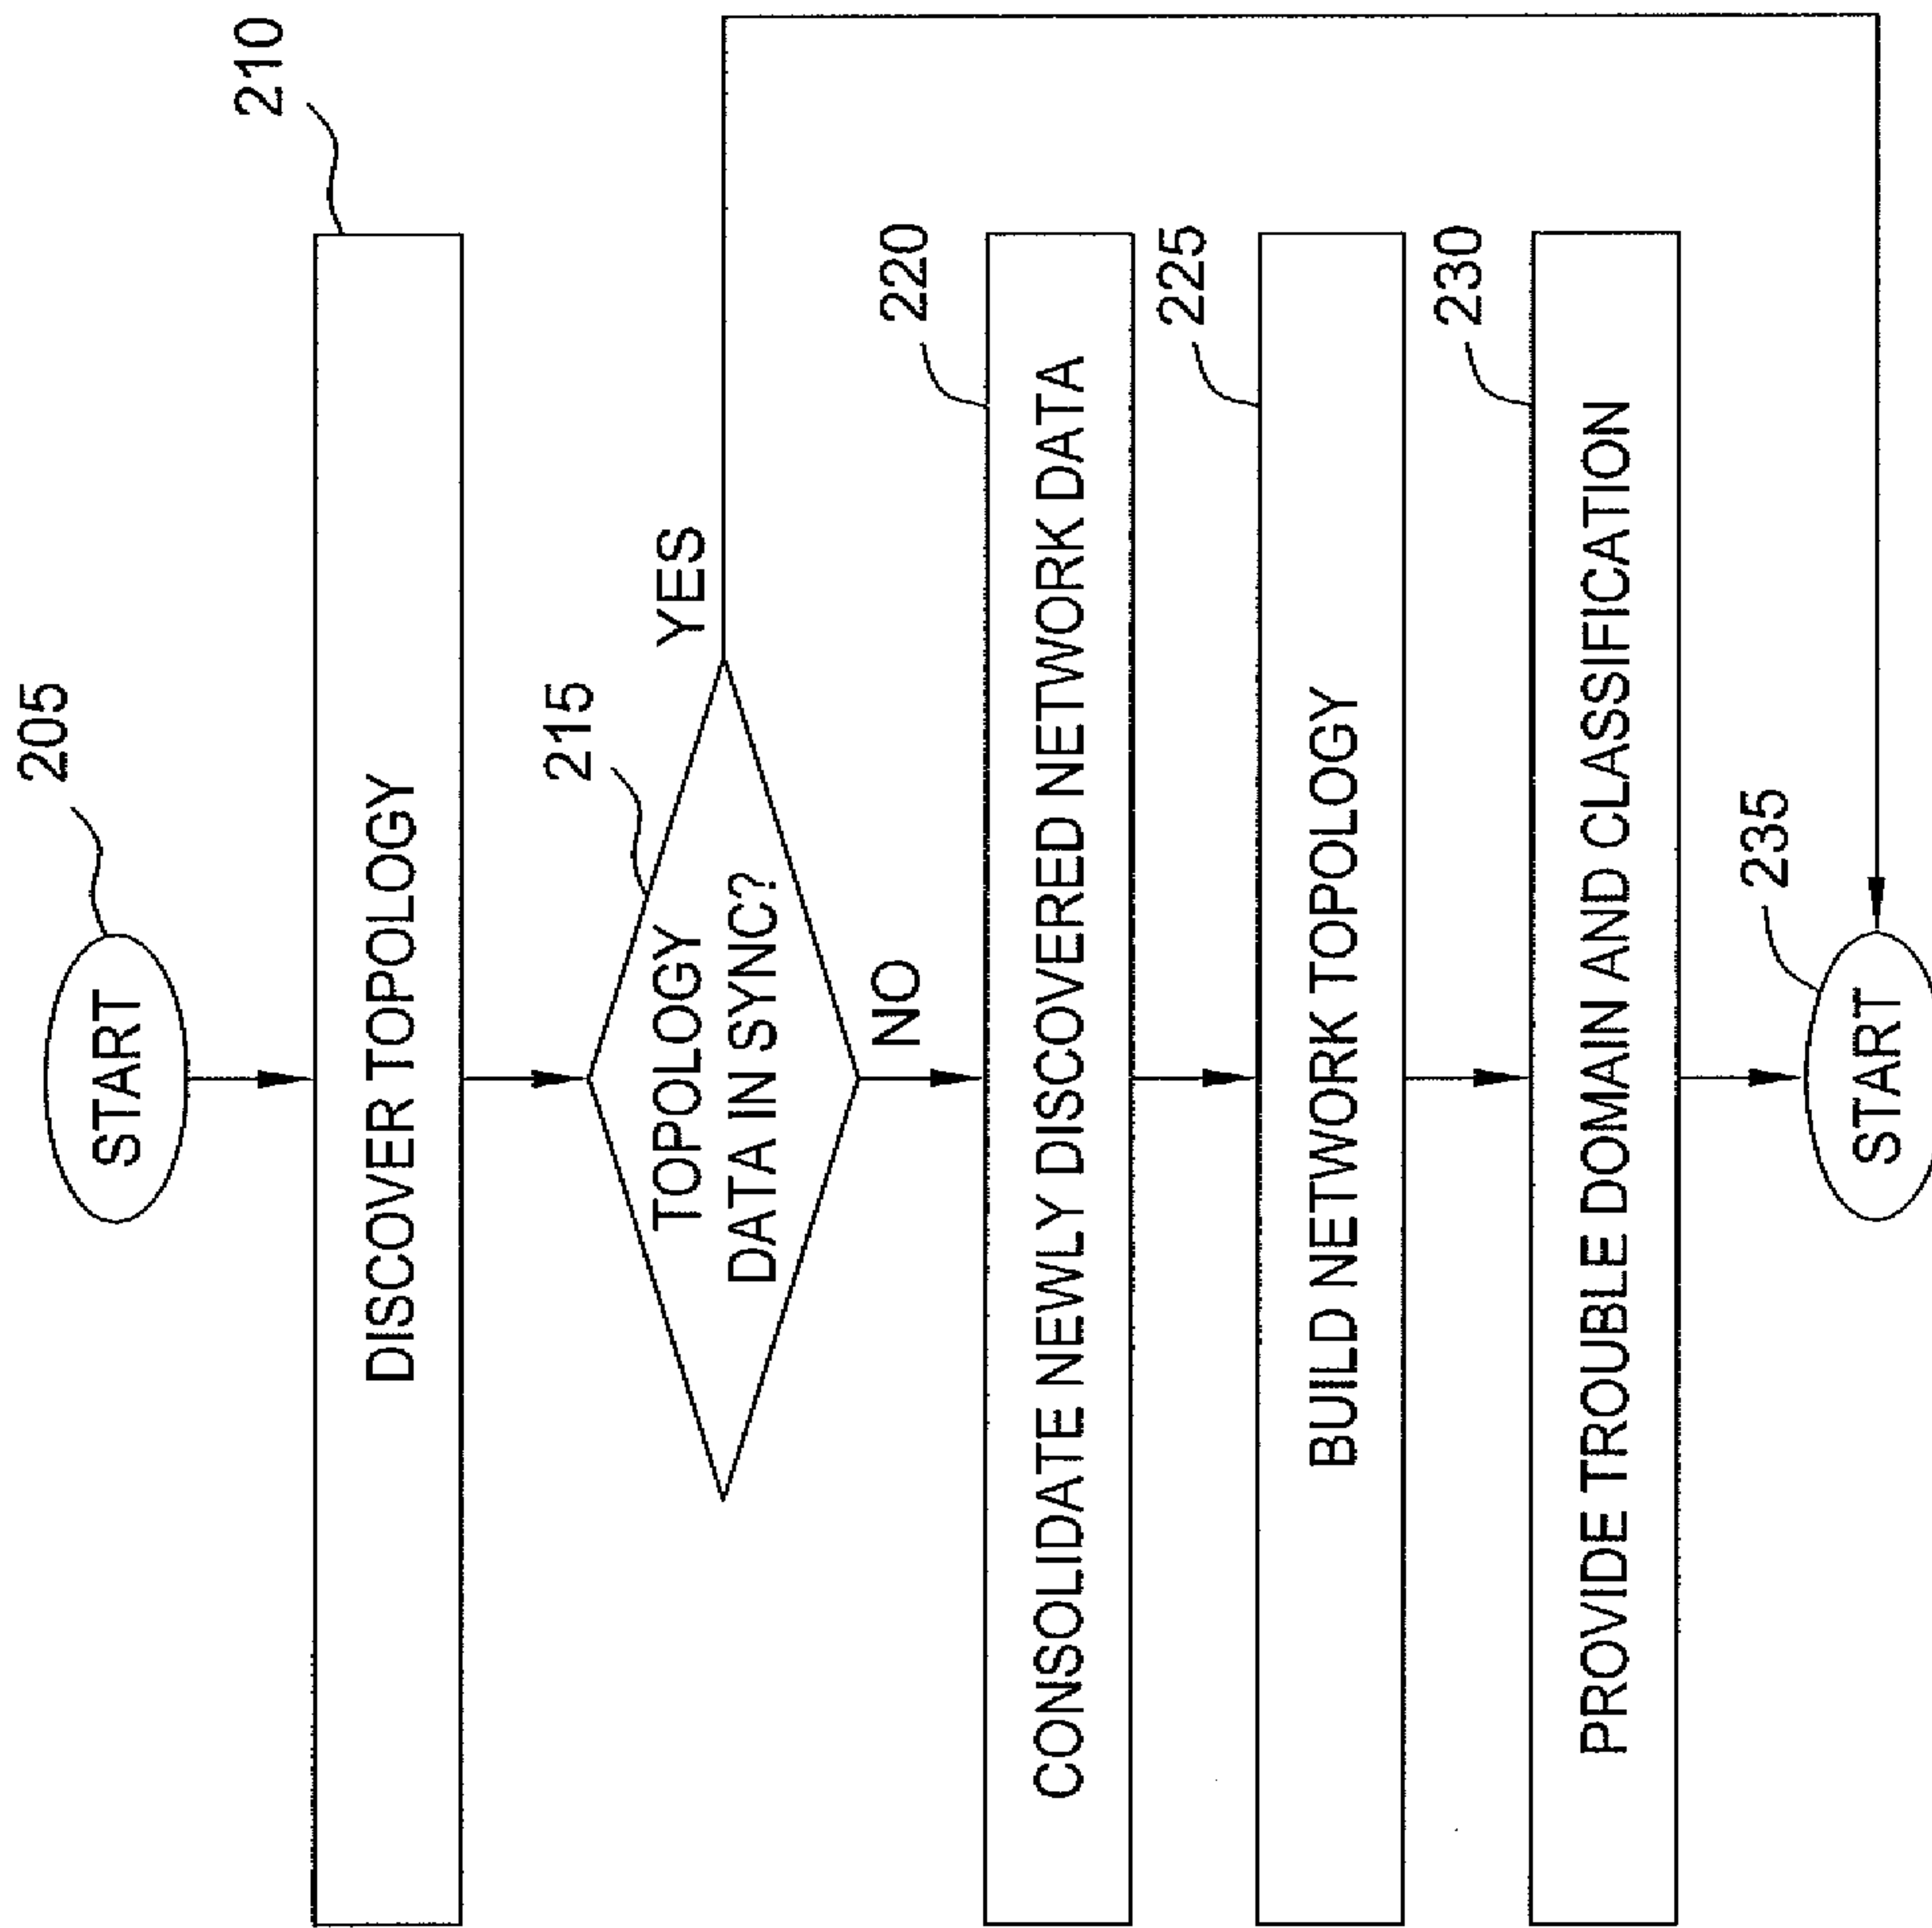 205
START
210
DISCOVER TOPOLOGY
215
TOPOLOGY
DATA IN SYNC?
YES
NO
220
CONSOLIDATE NEWLY DISCOVERED NETWORK DATA
225
BUILD NETWORK TOPOLOGY
230
PROVIDE TROUBLE DOMAIN AND CLASSIFICATION
235
START